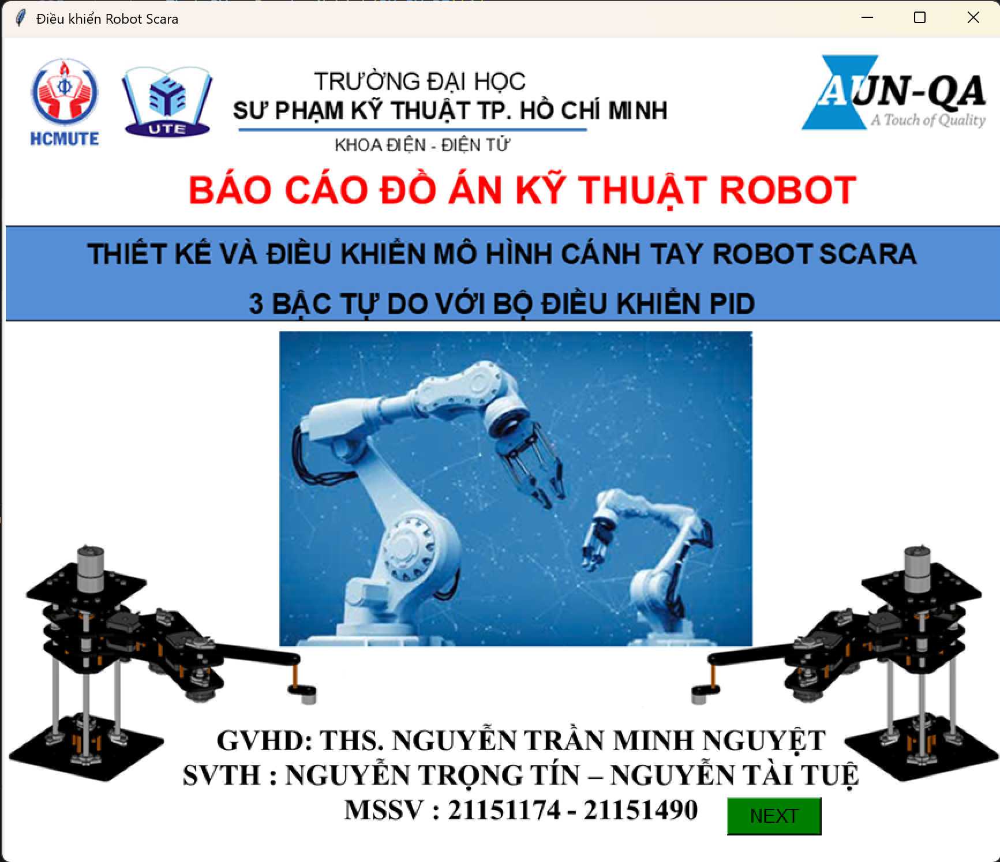 Điều khiển Robot Scara
HCMUTE
UTE
TRƯỜNG ĐẠI HỌC
SƯ PHẠM KỸ THUẬT TP. HỒ CHÍ MINH
KHOA ĐIỆN - ĐIỆN TỬ
AUN-QA
A Touch of Quality
BÁO CÁO ĐỒ ÁN KỸ THUẬT ROBOT
THIẾT KẾ VÀ ĐIỀU KHIỂN MÔ HÌNH CÁNH TAY ROBOT SCARA
3 BẬC TỰ DO VỚI BỘ ĐIỀU KHIỂN PID
GVHD: THS. NGUYỄN TRẦN MINH NGUYỆT
SVTH : NGUYỄN TRỌNG TÍN – NGUYỄN TÀI TUỆ
MSSV : 21151174 - 21151490
NEXT